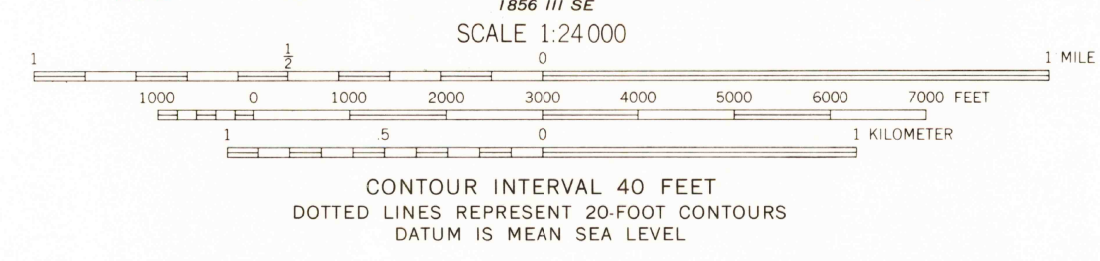 1856 III SE
SCALE 1:24 000
1 1/2 0 1 MILE
1000 0 1000 2000 3000 4000 5000 6000 7000 FEET
1 .5 0 1 KILOMETER
CONTOUR INTERVAL 40 FEET
DOTTED LINES REPRESENT 20-FOOT CONTOURS
DATUM IS MEAN SEA LEVEL